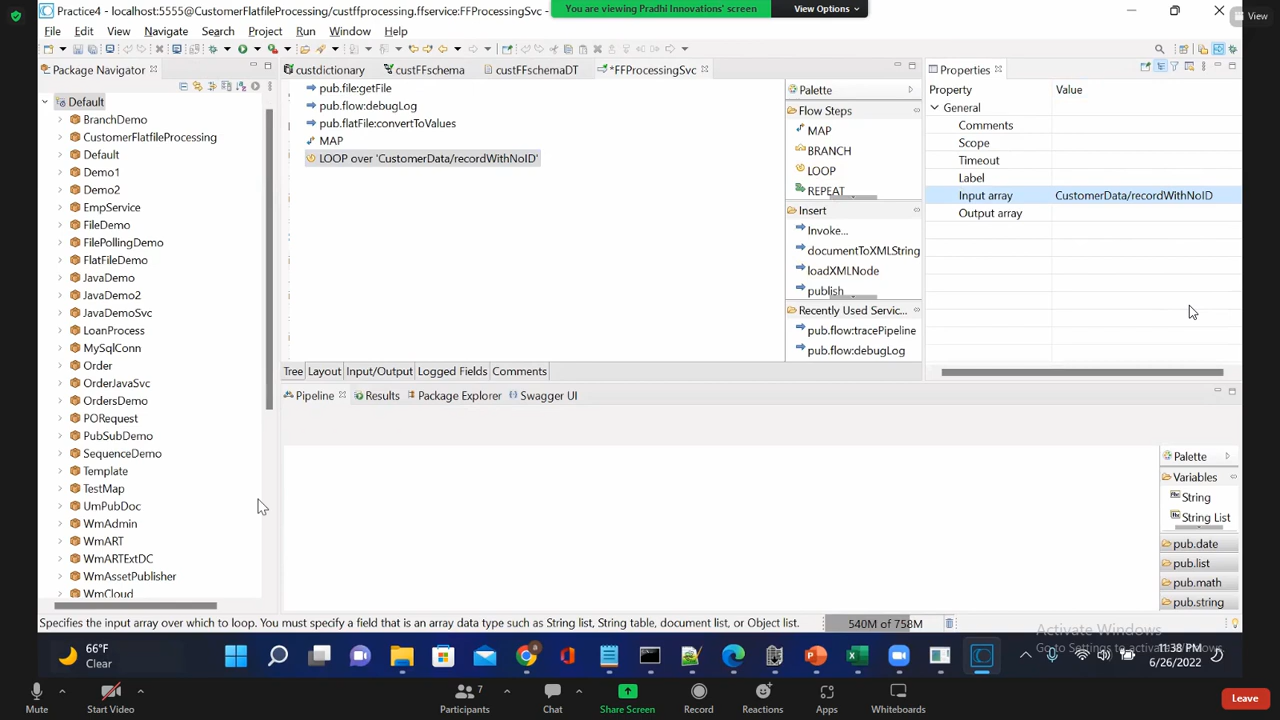 Practice4 - localhost:5555@CustomerFlatfileProcessing/custffprocessing.ffservice:FFProcessingSvc -
You are viewing Pradhi Innovations' screen
View Options
View
File Edit View Navigate Search Project Run Window Help
Package Navigator
Default
BranchDemo
CustomerFlatfileProcessing
Default
Demo1
Demo2
EmpService
FileDemo
FilePollingDemo
FlatFileDemo
JavaDemo
JavaDemo2
JavaDemoSvc
LoanProcess
MySqlConn
Order
OrderJavaSvc
OrdersDemo
PORequest
PubSubDemo
SequenceDemo
Template
TestMap
UmPubDoc
WmAdmin
WmART
WmARTExtDC
WmAssetPublisher
WmCloud
custdictionary custFFschema custFFschemaDT *FFProcessingSvc
pub.file:getFile
pub.flow:debugLog
pub.flatFile:convertToValues
MAP
LOOP over 'CustomerData/recordWithNoID'
Palette
Flow Steps
MAP
BRANCH
LOOP
REPEAT
Insert
Invoke...
documentToXMLString
loadXMLNode
publish
Recently Used Servic...
pub.flow:tracePipeline
pub.flow:debugLog
Tree Layout Input/Output Logged Fields Comments
Properties
Property Value
General
Comments
Scope
Timeout
Label
Input array CustomerData/recordWithNoID
Output array
Pipeline Results Package Explorer Swagger UI
Palette
Variables
String
String List
pub.date
pub.list
pub.math
pub.string
Specifies the input array over which to loop. You must specify a field that is an array data type such as String list, String table, document list, or Object list.
540M of 758M
Activate Windows
Go to Settings to activate Windows.
66°F
Clear
11:38 PM
6/26/2022
Mute
Start Video
Participants
7
Chat
Share Screen
Record
Reactions
Apps
Whiteboards
Leave